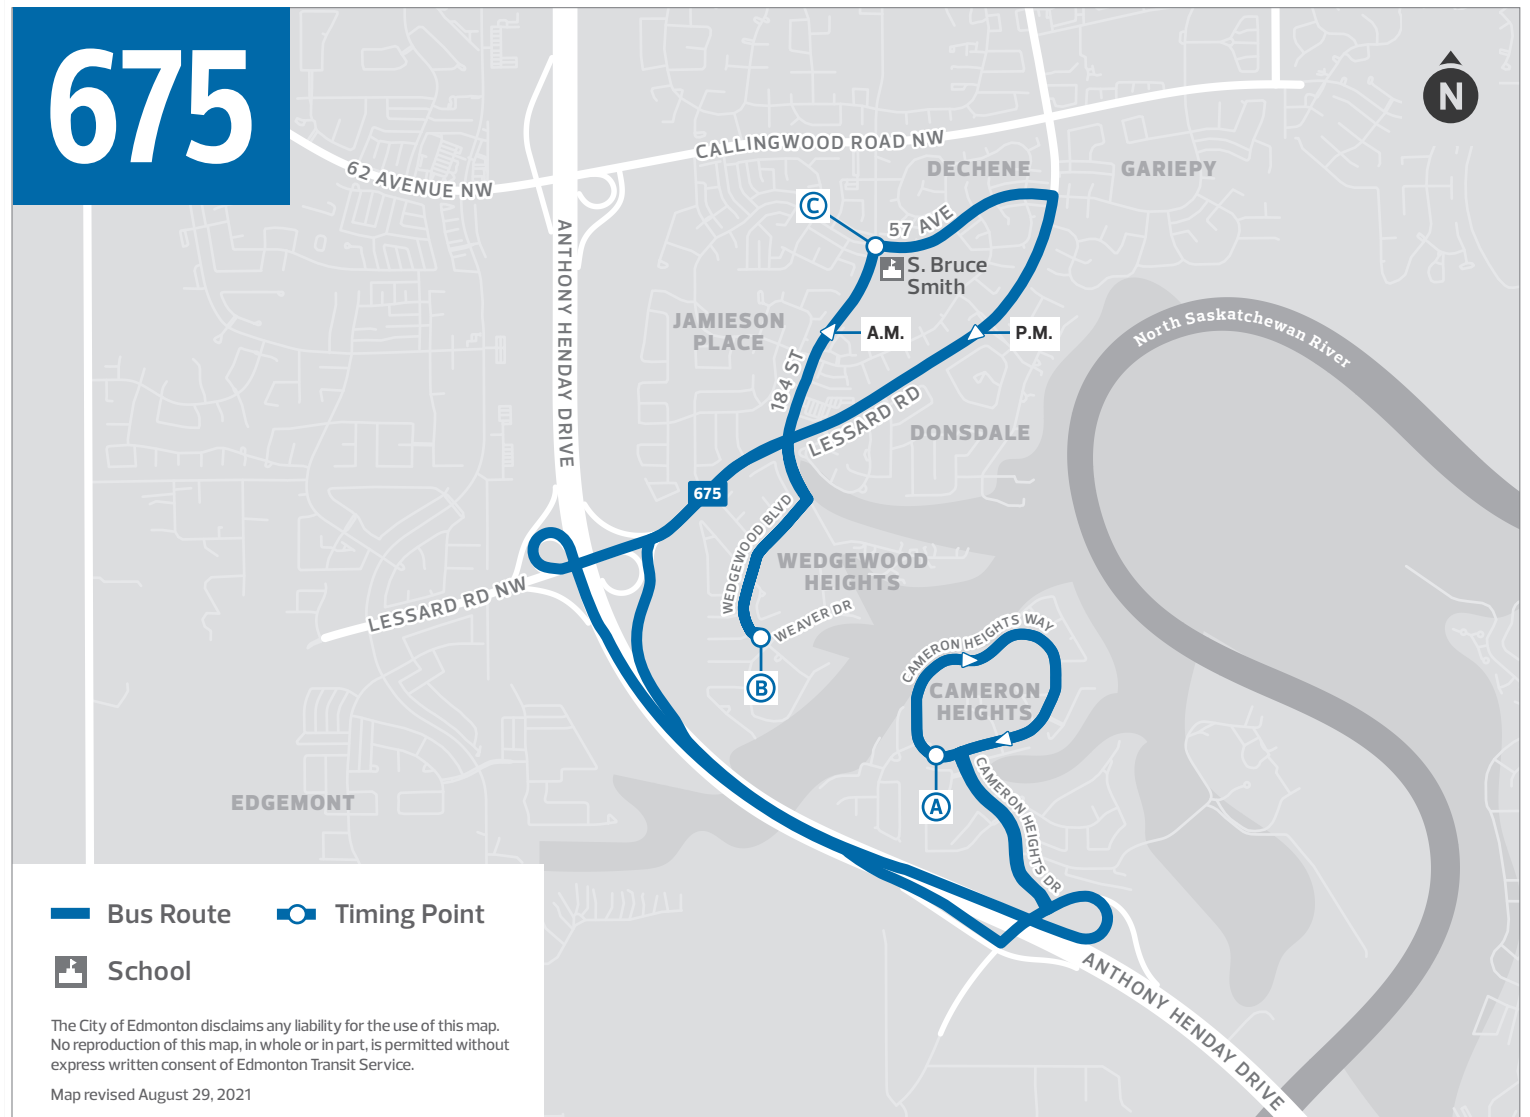 675
N
CALLINGWOOD ROAD NW
62 AVENUE NW
DECHENE
GARIEPY
C
57 AVE
ANTHONY HENDAY DRIVE
S. Bruce
Smith
JAMIESON
PLACE
A.M.
P.M.
North Saskatchewan River
184 ST
LESSARD RD
DONSDALE
675
WEDGEWOOD BLVD
WEDGEWOOD
HEIGHTS
LESSARD RD NW
WEAVER DR
CAMERON HEIGHTS WAY
B
CAMERON
HEIGHTS
CAMERON HEIGHTS DR
A
EDGEMONT
ANTHONY HENDAY DRIVE
Bus Route
Timing Point
School
The City of Edmonton disclaims any liability for the use of this map.
No reproduction of this map, in whole or in part, is permitted without
express written consent of Edmonton Transit Service.
Map revised August 29, 2021